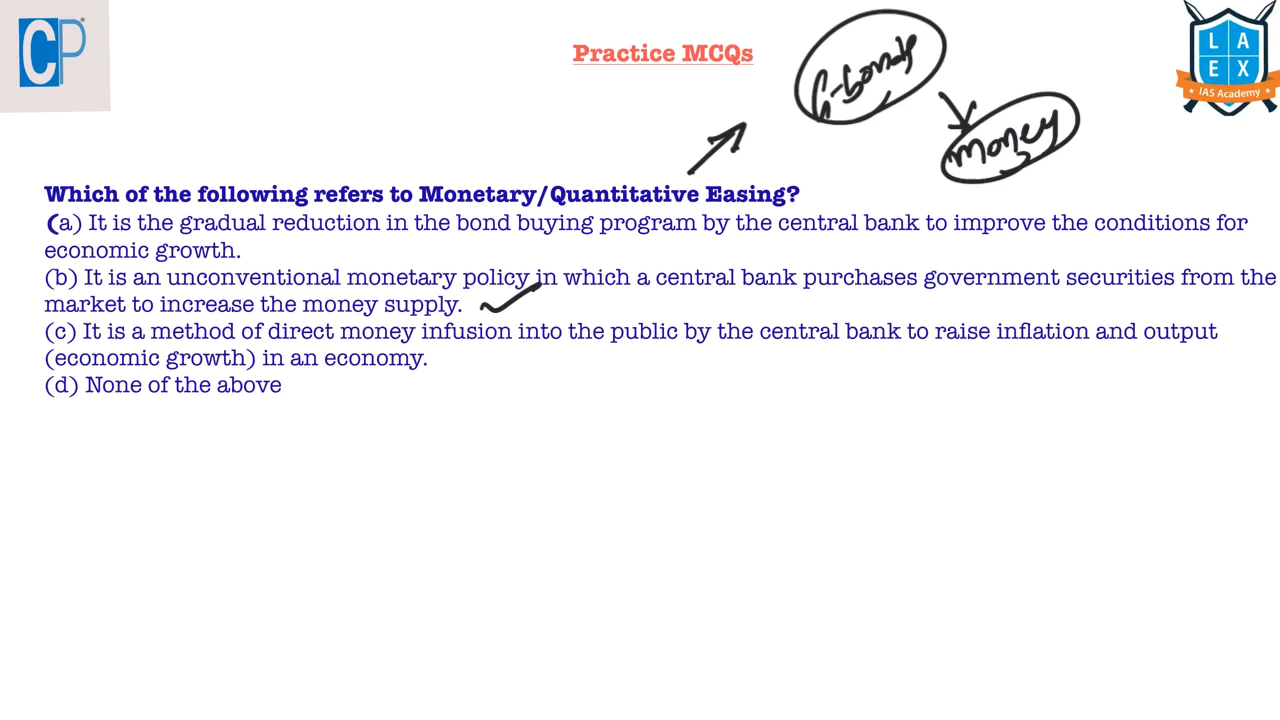 CP
Practice MCQs
G-bonds
L A
E X
IAS Academy
money
Which of the following refers to Monetary/Quantitative Easing?
(a) It is the gradual reduction in the bond buying program by the central bank to improve the conditions for
economic growth.
(b) It is an unconventional monetary policy in which a central bank purchases government securities from the
market to increase the money supply.
(c) It is a method of direct money infusion into the public by the central bank to raise inflation and output
(economic growth) in an economy.
(d) None of the above